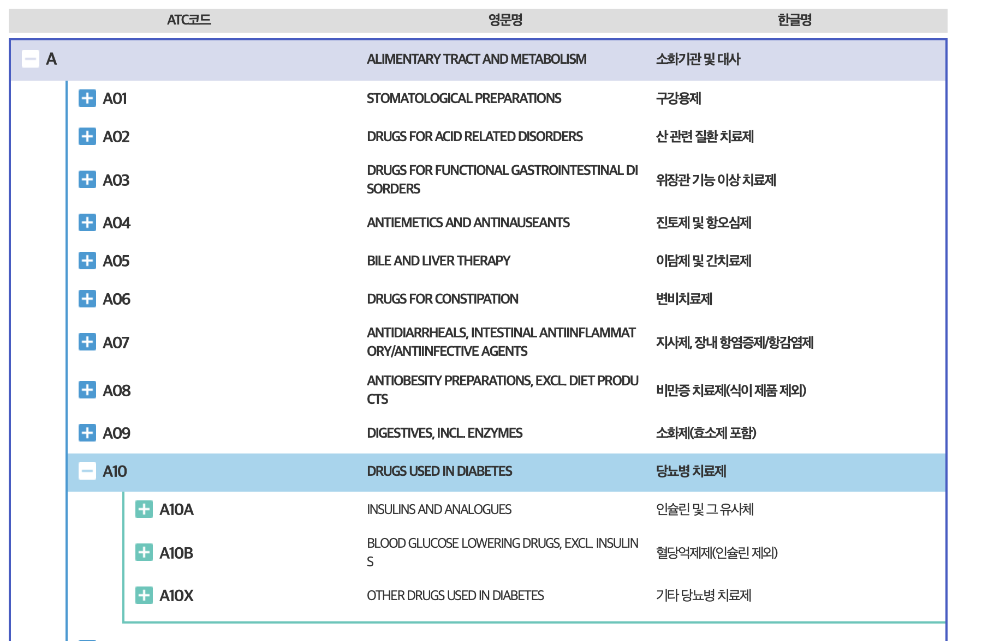 ATC코드 영문명 한글명
A ALIMENTARY TRACT AND METABOLISM 소화기관 및 대사
A01 STOMATOLOGICAL PREPARATIONS 구강용제
A02 DRUGS FOR ACID RELATED DISORDERS 산 관련 질환 치료제
A03 DRUGS FOR FUNCTIONAL GASTROINTESTINAL DI
SORDERS 위장관 기능 이상 치료제
A04 ANTIEMETICS AND ANTINAUSEANTS 진토제 및 항오심제
A05 BILE AND LIVER THERAPY 이담제 및 간치료제
A06 DRUGS FOR CONSTIPATION 변비치료제
A07 ANTIDIARRHEALS, INTESTINAL ANTIINFLAMMAT
ORY/ANTIINFECTIVE AGENTS 지사제, 장내 항염증제/항감염제
A08 ANTIOBESITY PREPARATIONS, EXCL. DIET PRODU
CTS 비만증 치료제(식이 제품 제외)
A09 DIGESTIVES, INCL. ENZYMES 소화제(효소제 포함)
A10 DRUGS USED IN DIABETES 당뇨병 치료제
A10A INSULINS AND ANALOGUES 인슐린 및 그 유사체
A10B BLOOD GLUCOSE LOWERING DRUGS, EXCL. INSULIN
S 혈당억제제(인슐린 제외)
A10X OTHER DRUGS USED IN DIABETES 기타 당뇨병 치료제